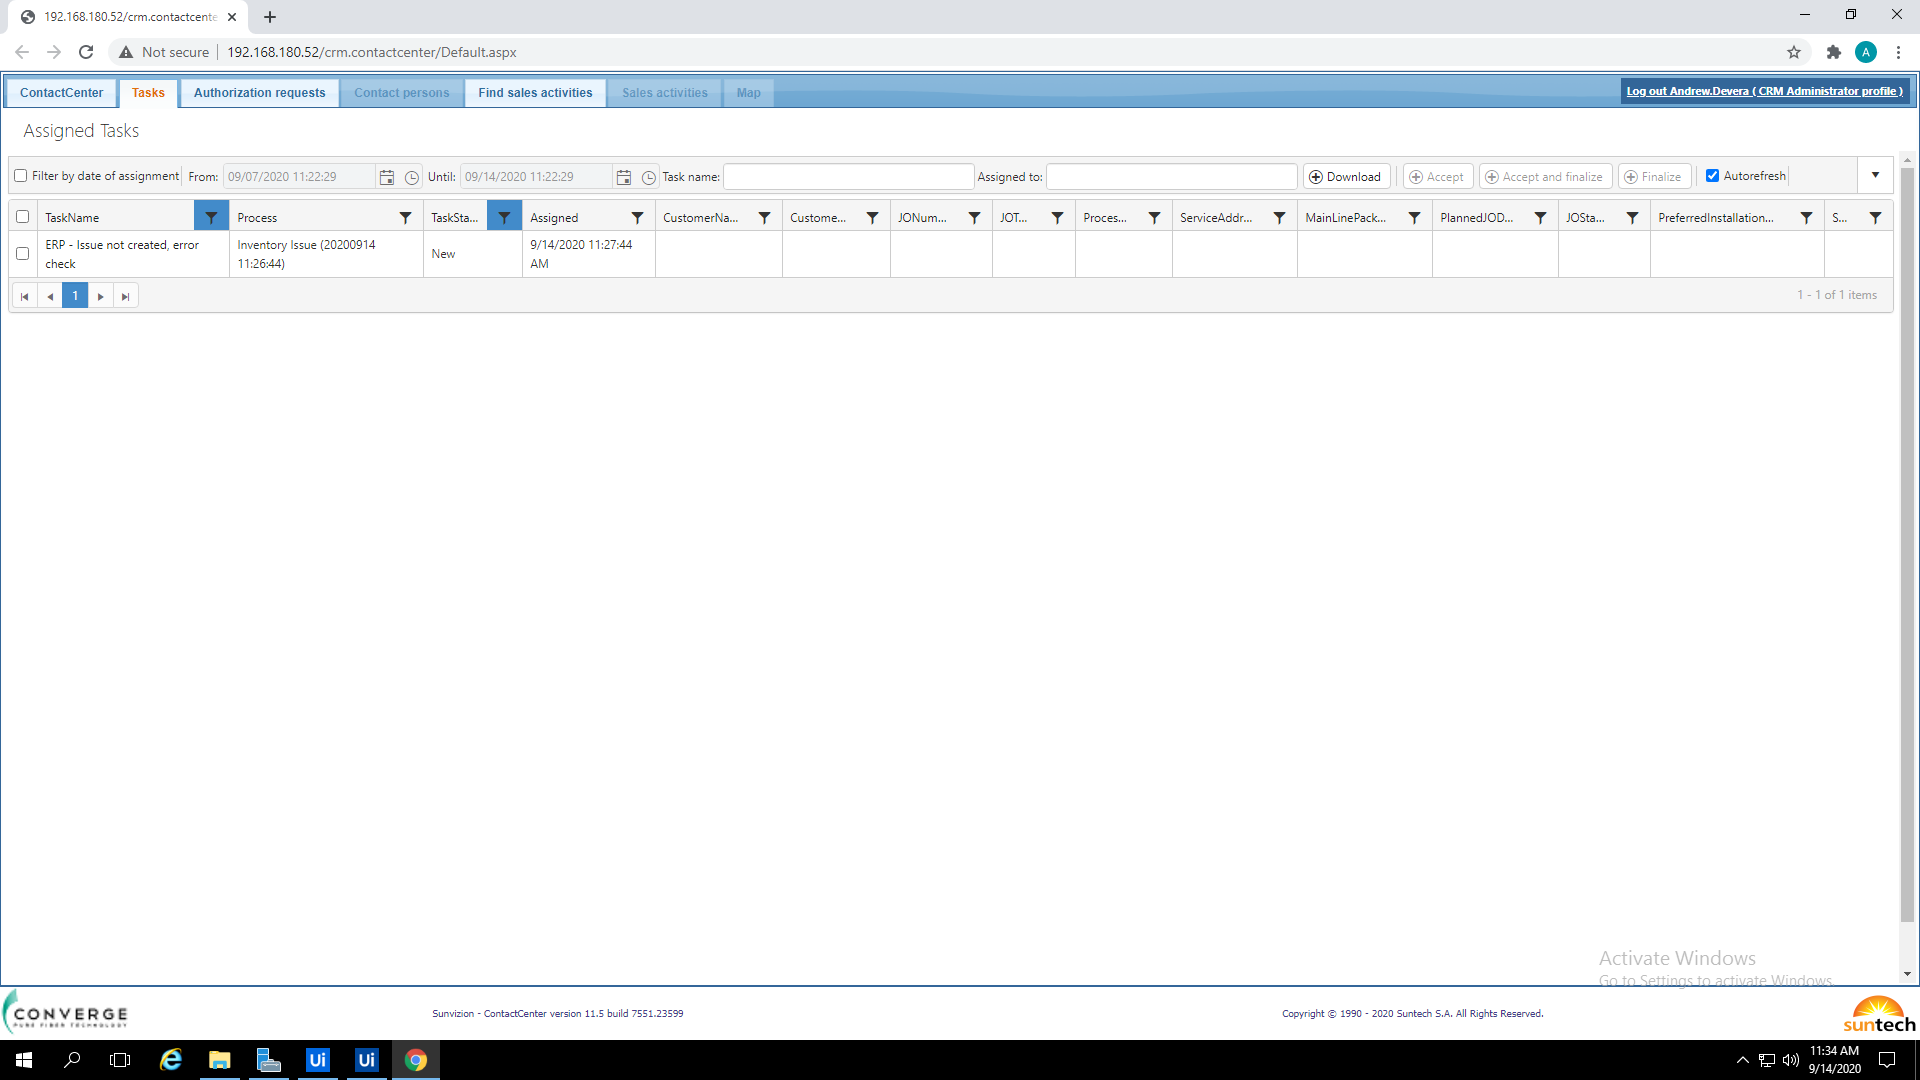 192.168.180.52/crm.contactcente
Not secure
192.168.180.52/crm.contactcenter/Default.aspx
A
ContactCenter
Tasks
Authorization requests
Contact persons
Find sales activities
Sales activities
Map
Log out Andrew.Devera ( CRM Administrator profile )
Assigned Tasks
Filter by date of assignment
From:
09/07/2020 11:22:29
Until:
09/14/2020 11:22:29
Task name:
Assigned to:
Download
Accept
Accept and finalize
Finalize
Autorefresh
TaskName
Process
TaskSta...
Assigned
CustomerNa...
Custome...
JONum...
JOT...
Proces...
ServiceAddr...
MainLinePack...
PlannedJOD...
JOSta...
PreferredInstallation...
S...
ERP - Issue not created, error
check
Inventory Issue (20200914
11:26:44)
New
9/14/2020 11:27:44
AM
1
1 - 1 of 1 items
Activate Windows
Go to Settings to activate Windows.
CONVERGE
PURE FIBER TECHNOLOGY
Sunvizion - ContactCenter version 11.5 build 7551.23599
Copyright © 1990 - 2020 Suntech S.A. All Rights Reserved.
suntech
Ui
Ui
11:34 AM
9/14/2020